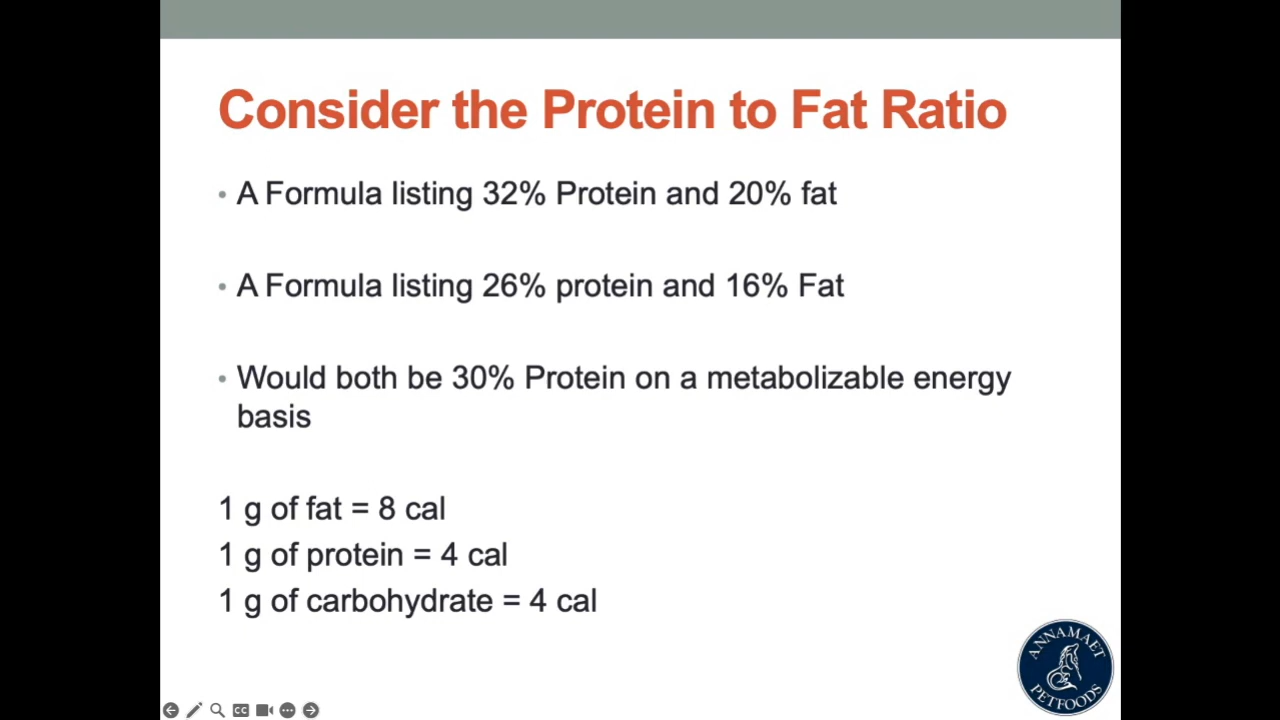 Consider the Protein to Fat Ratio
• A Formula listing 32% Protein and 20% fat
• A Formula listing 26% protein and 16% Fat
• Would both be 30% Protein on a metabolizable energy
basis
1 g of fat = 8 cal
1 g of protein = 4 cal
1 g of carbohydrate = 4 cal
ANNAMAET
PETFOODS
CC